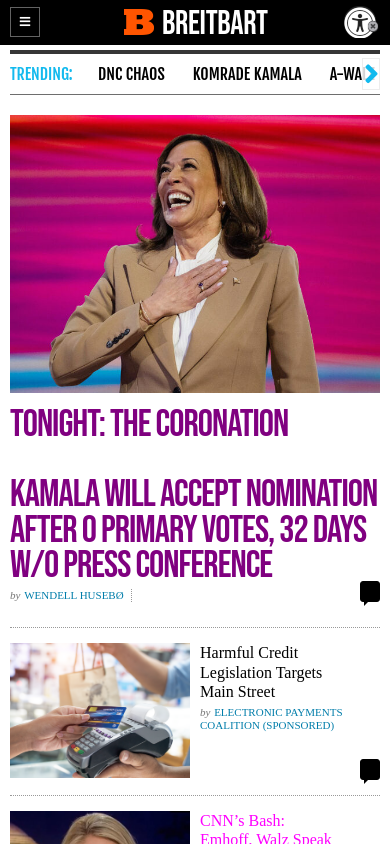 BREITBART
TRENDING: DNC CHAOS KOMRADE KAMALA A-WA
TONIGHT: THE CORONATION
KAMALA WILL ACCEPT NOMINATION
AFTER 0 PRIMARY VOTES, 32 DAYS
W/O PRESS CONFERENCE
by WENDELL HUSEBØ
Harmful Credit
Legislation Targets
Main Street
by ELECTRONIC PAYMENTS
COALITION (SPONSORED)
CNN’s Bash:
Emhoff, Walz Speak